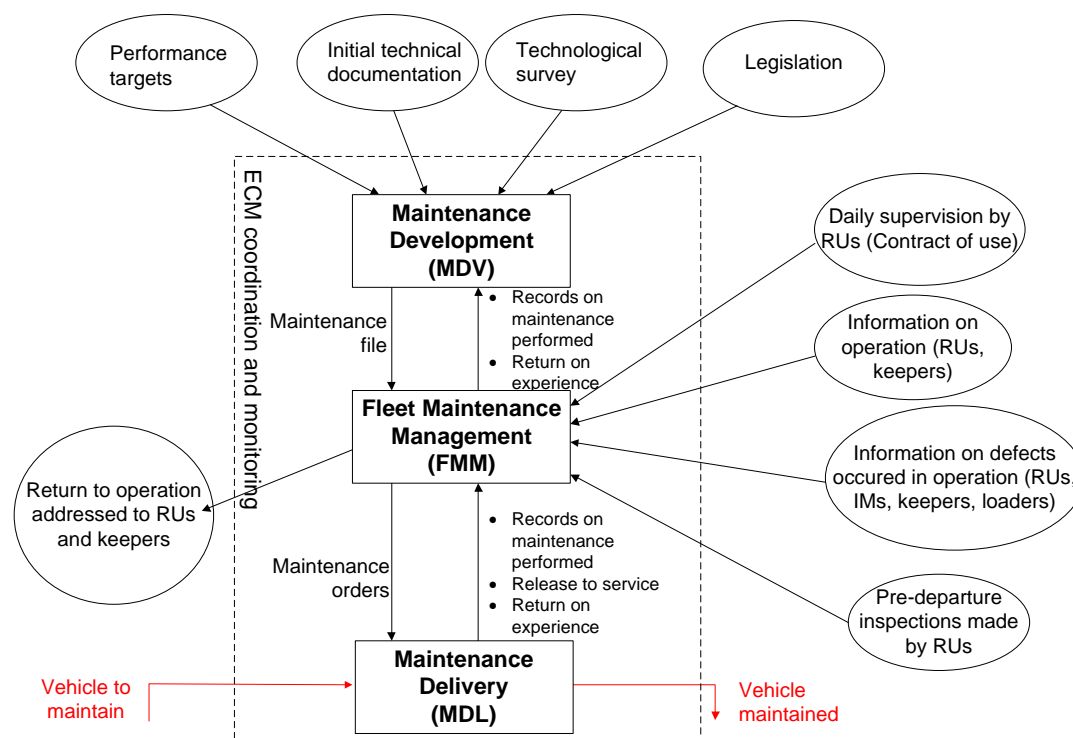 Performance
targets
Initial technical
documentation
Technological
survey
Legislation
ECM coordination and monitoring
Maintenance
Development
(MDV)
Daily supervision by
RUs (Contract of use)
Maintenance
file
• Records on
maintenance
performed
• Return on
experience
Information on
operation (RUs,
keepers)
Fleet Maintenance
Management
(FMM)
Information on defects
occured in operation (RUs,
IMs, keepers, loaders)
Return to operation
addressed to RUs
and keepers
Maintenance
orders
• Records on
maintenance
performed
• Release to service
• Return on
experience
Pre-departure
inspections made
by RUs
Maintenance
Delivery
(MDL)
Vehicle to
maintain
Vehicle
maintained